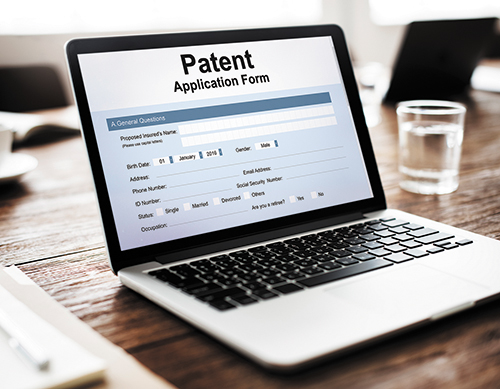 Patent
Application Form
A.General Questions
Proposed Insured's Name
(Please use capital letters)
Birth Date: 01 January 2016 Gender: Male
Address: Email Address:
Phone Number:
ID Number: Social Security Number:
Status: Single Married Devorced Others
Occupation: Are you a retiree? Yes No